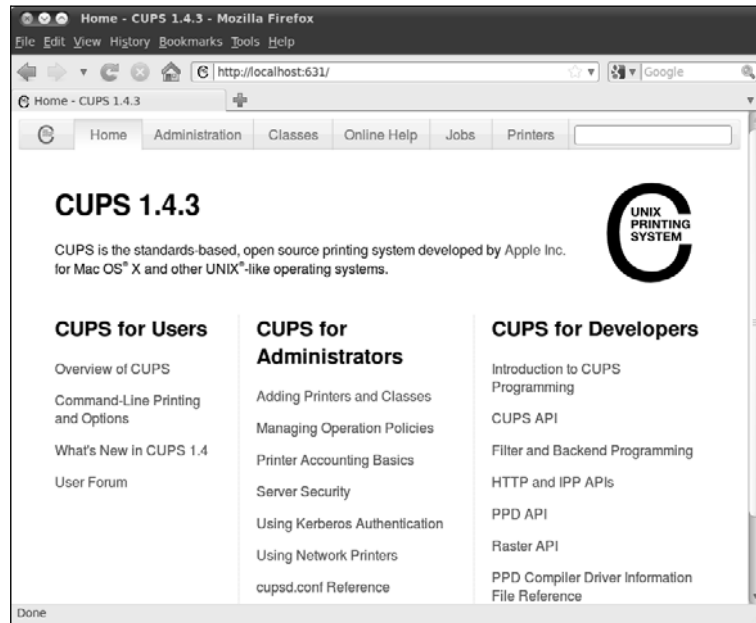 Home - CUPS 1.4.3 - Mozilla Firefox
File Edit View History Bookmarks Tools Help
http://localhost:631/
Google
Home - CUPS 1.4.3
Home Administration Classes Online Help Jobs Printers
CUPS 1.4.3
CUPS is the standards-based, open source printing system developed by Apple Inc.
for Mac OS® X and other UNIX®-like operating systems.
UNIX
PRINTING
SYSTEM
CUPS for Users
Overview of CUPS
Command-Line Printing
and Options
What's New in CUPS 1.4
User Forum
CUPS for
Administrators
Adding Printers and Classes
Managing Operation Policies
Printer Accounting Basics
Server Security
Using Kerberos Authentication
Using Network Printers
cupsd.conf Reference
CUPS for Developers
Introduction to CUPS
Programming
CUPS API
Filter and Backend Programming
HTTP and IPP APIs
PPD API
Raster API
PPD Compiler Driver Information
File Reference
Done